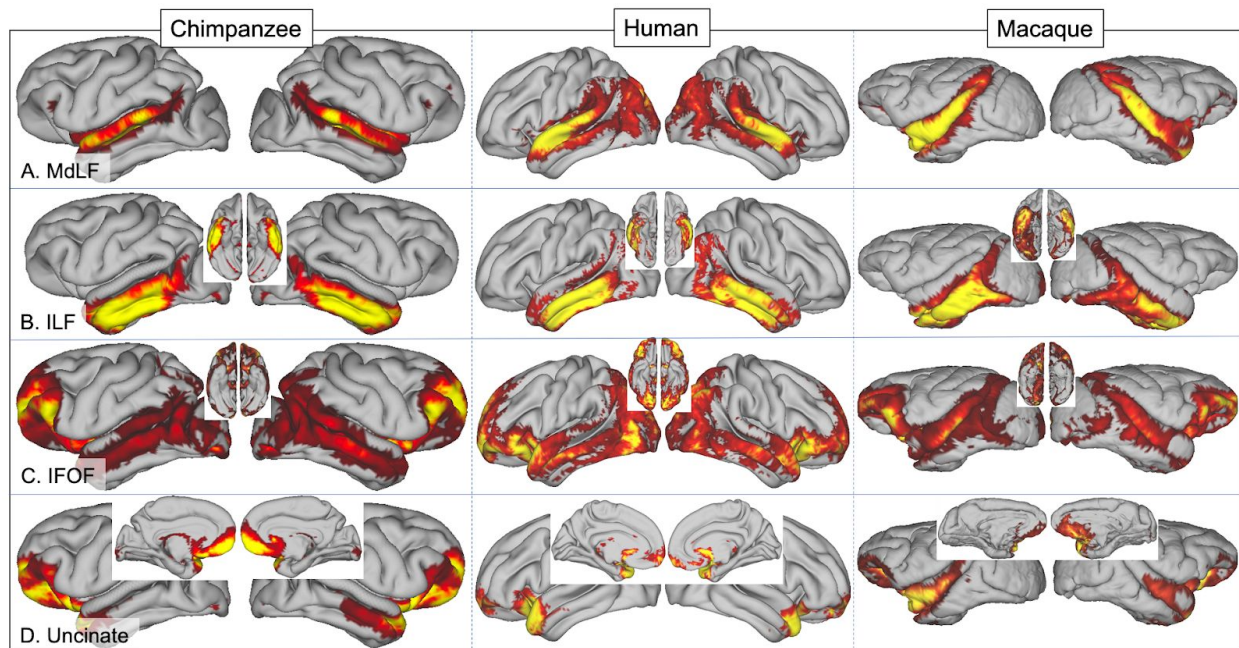 Chimpanzee
Human
Macaque
A. MdLF
B. ILF
C. IFOF
D. Uncinate